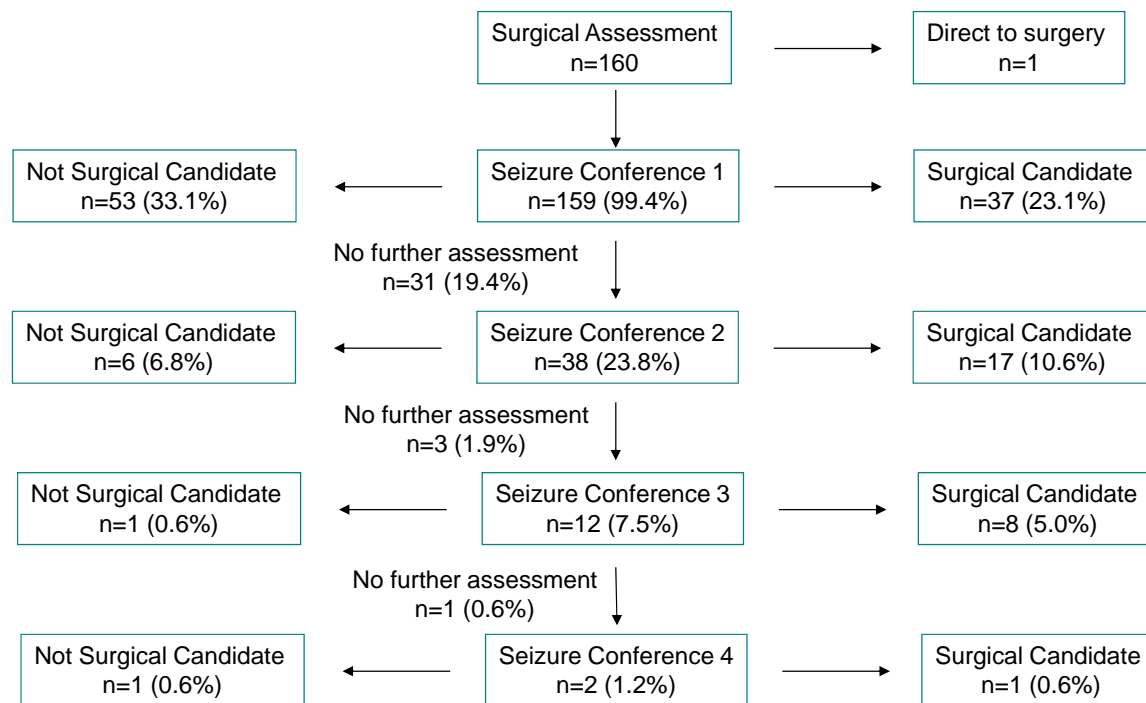 Surgical Assessment
n=160
Direct to surgery
n=1
Not Surgical Candidate
n=53 (33.1%)
Seizure Conference 1
n=159 (99.4%)
Surgical Candidate
n=37 (23.1%)
No further assessment
n=31 (19.4%)
Not Surgical Candidate
n=6 (6.8%)
Seizure Conference 2
n=38 (23.8%)
Surgical Candidate
n=17 (10.6%)
No further assessment
n=3 (1.9%)
Not Surgical Candidate
n=1 (0.6%)
Seizure Conference 3
n=12 (7.5%)
Surgical Candidate
n=8 (5.0%)
No further assessment
n=1 (0.6%)
Not Surgical Candidate
n=1 (0.6%)
Seizure Conference 4
n=2 (1.2%)
Surgical Candidate
n=1 (0.6%)